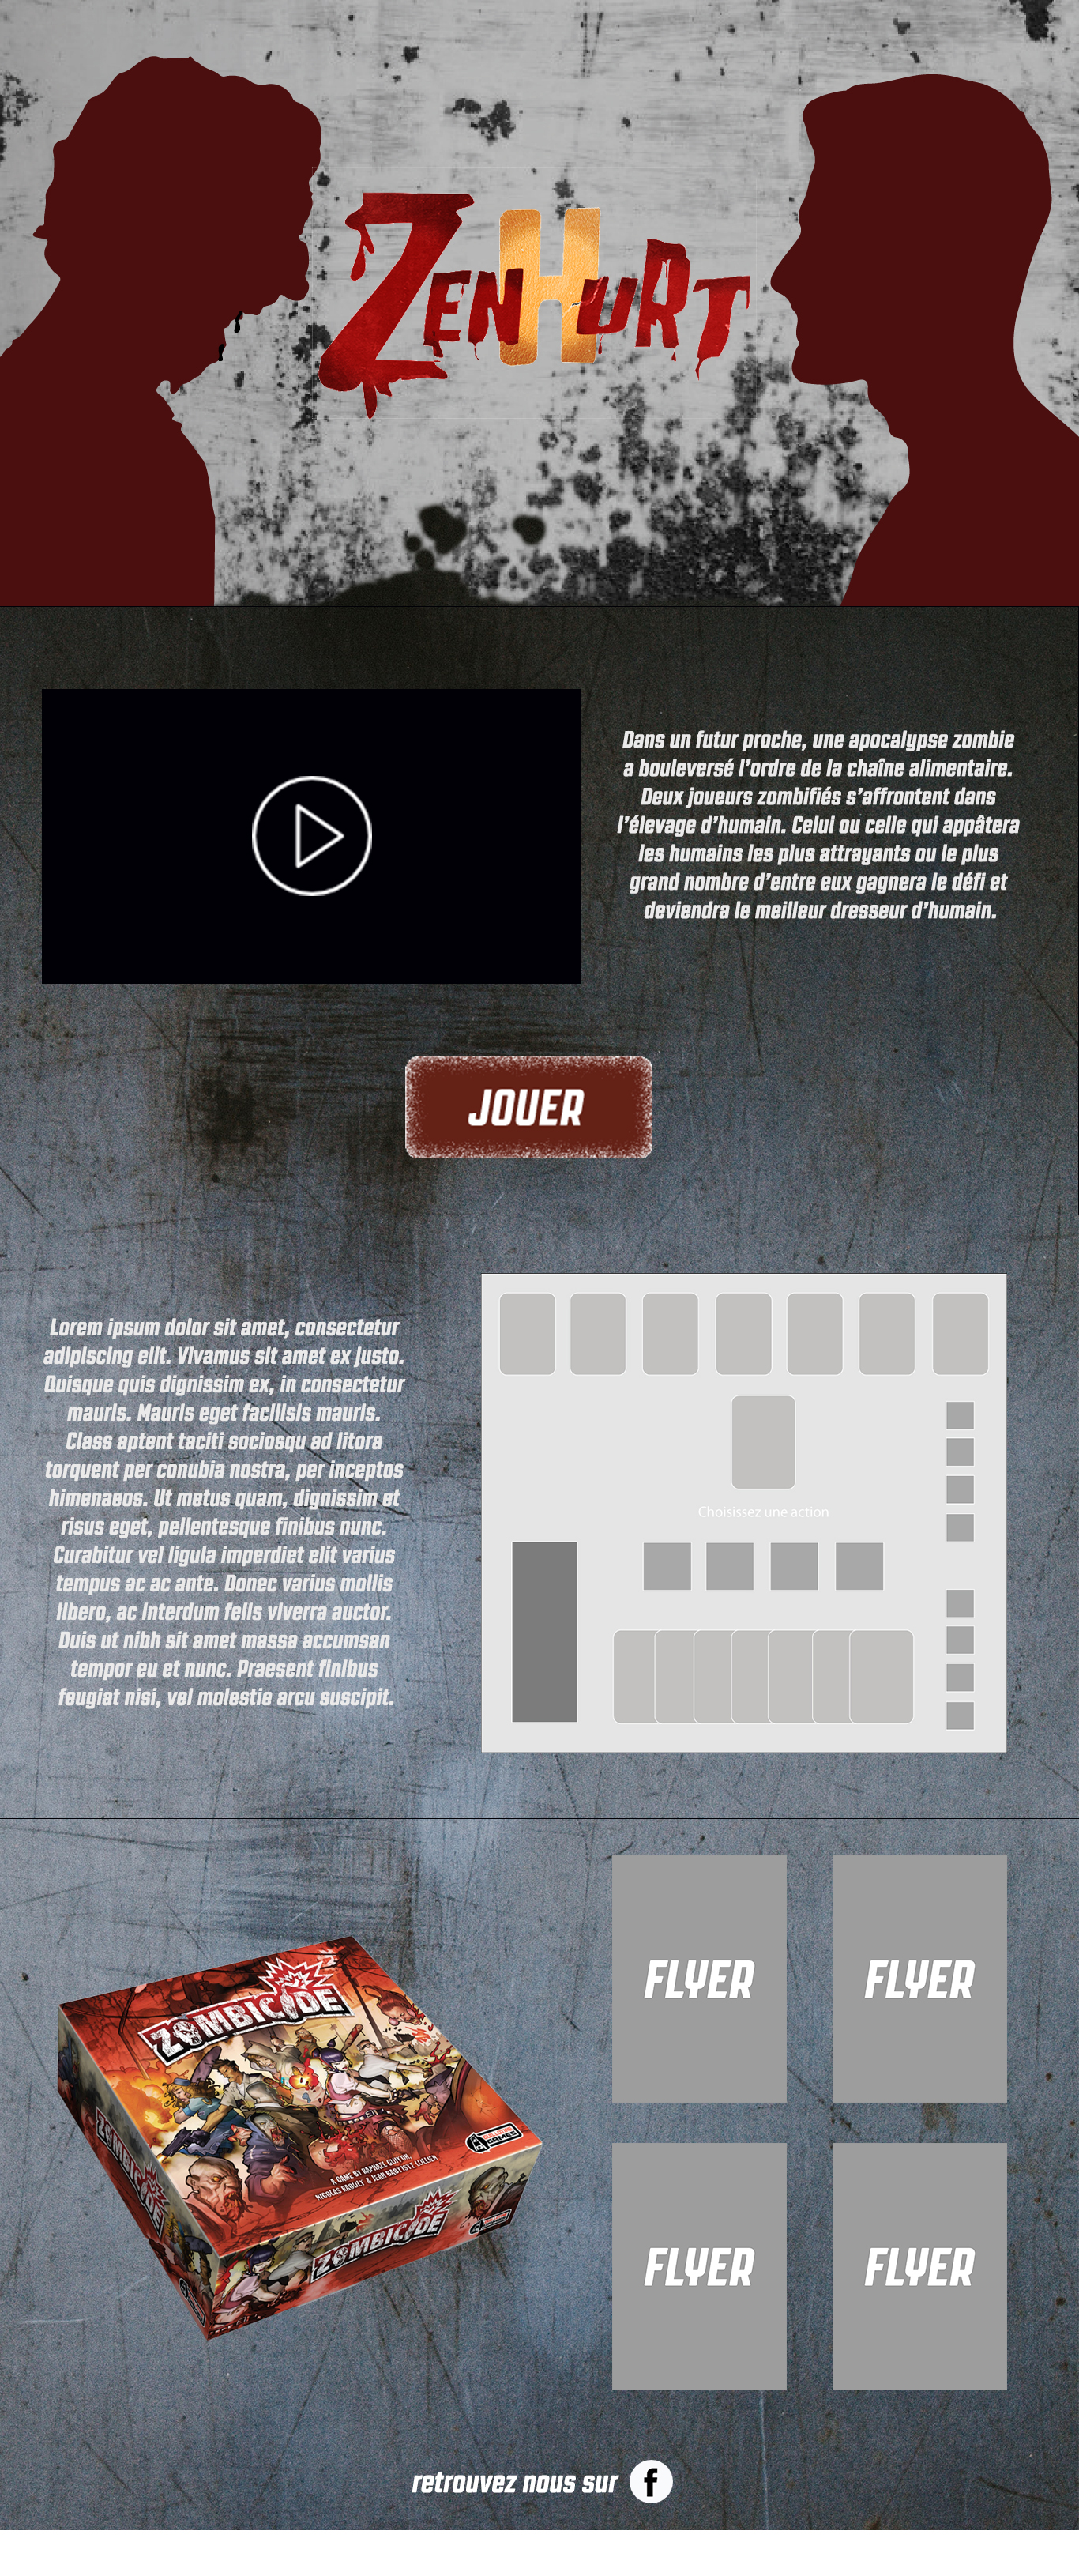 ZENHURT
Dans un futur proche, une apocalypse zombie
a bouleversé l'ordre de la chaîne alimentaire.
Deux joueurs zombifiés s'affrontent dans
l'élevage d'humain. Celui ou celle qui appâtera
les humains les plus attrayants ou le plus
grand nombre d'entre eux gagnera le défi et
deviendra le meilleur dresseur d'humain.
JOUER
Lorem ipsum dolor sit amet, consectetur
adipiscing elit. Vivamus sit amet ex justo.
Quisque quis dignissim ex, in consectetur
mauris. Mauris eget facilisis mauris.
Class aptent taciti sociosqu ad litora
torquent per conubia nostra, per inceptos
himenaeos. Ut metus quam, dignissim et
risus eget, pellentesque finibus nunc.
Curabitur vel ligula imperdiet elit varius
tempus ac ac ante. Donec varius mollis
libero, ac interdum felis viverra auctor.
Duis ut nibh sit amet massa accumsan
tempor eu et nunc. Praesent finibus
feugiat nisi, vel molestie arcu suscipit.
Choisissez une action
ZOMBICIDE
A GAME BY RAPHAËL GUITON,
NICOLAS RAOULT & JEAN BAPTISTE LULLIEN
GAMES
ZOMBICIDE
ZOMBICIDE
FLYER
FLYER
FLYER
FLYER
retrouvez nous sur f